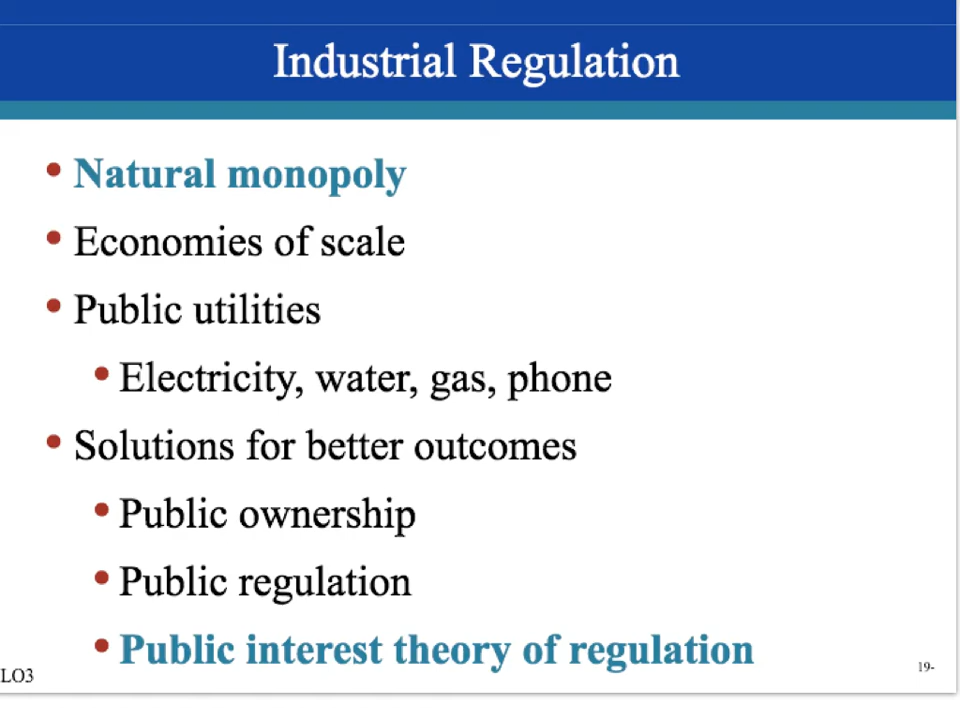 Industrial Regulation
• Natural monopoly
• Economies of scale
• Public utilities
• Electricity, water, gas, phone
• Solutions for better outcomes
• Public ownership
• Public regulation
• Public interest theory of regulation
LO3
19-